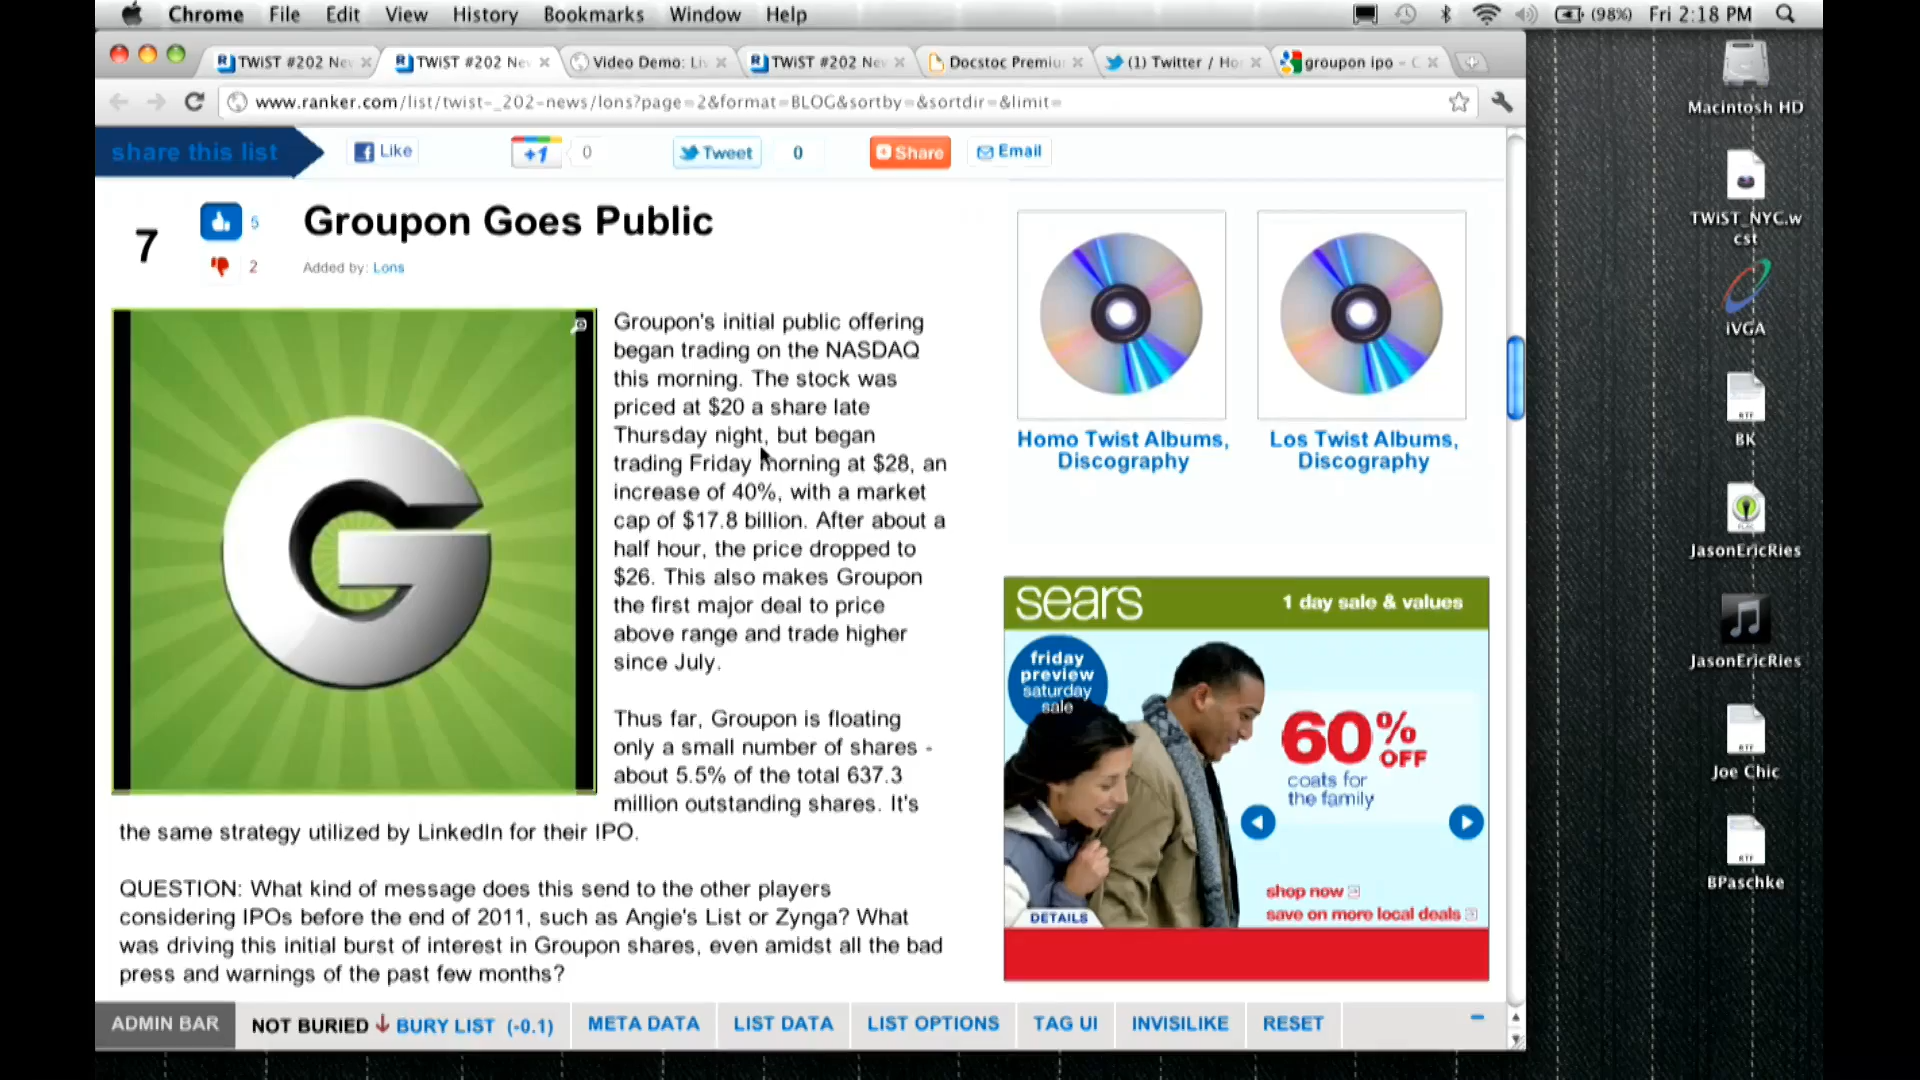 Chrome File Edit View History Bookmarks Window Help (98%) Fri 2:18 PM
TWiST #202 Nev TWiST #202 Nev Video Demo: Li TWiST #202 Nev Docstoc Premiu (1) Twitter / Ho groupon ipo -
www.ranker.com/list/twist-_202-news/lons?page=2&format=BLOG&sortby=&sortdir=&limit=
share this list Like +1 0 Tweet 0 Share Email
7
5
2
Groupon Goes Public
Added by: Lons
G
Groupon's initial public offering
began trading on the NASDAQ
this morning. The stock was
priced at $20 a share late
Thursday night, but began
trading Friday morning at $28, an
increase of 40%, with a market
cap of $17.8 billion. After about a
half hour, the price dropped to
$26. This also makes Groupon
the first major deal to price
above range and trade higher
since July.
Thus far, Groupon is floating
only a small number of shares -
about 5.5% of the total 637.3
million outstanding shares. It's
the same strategy utilized by LinkedIn for their IPO.
QUESTION: What kind of message does this send to the other players
considering IPOs before the end of 2011, such as Angie's List or Zynga? What
was driving this initial burst of interest in Groupon shares, even amidst all the bad
press and warnings of the past few months?
Homo Twist Albums,
Discography
Los Twist Albums,
Discography
sears
1 day sale & values
friday
preview
saturday
sale
60% OFF
coats for
the family
shop now
save on more local deals
DETAILS
ADMIN BAR NOT BURIED BURY LIST (-0.1) META DATA LIST DATA LIST OPTIONS TAG UI INVISILIKE RESET
Macintosh HD
TWiST_NYC.w
cst
iVGA
RTF
BK
FLAC
JasonEricRies
JasonEricRies
RTF
Joe Chic
RTF
BPaschke